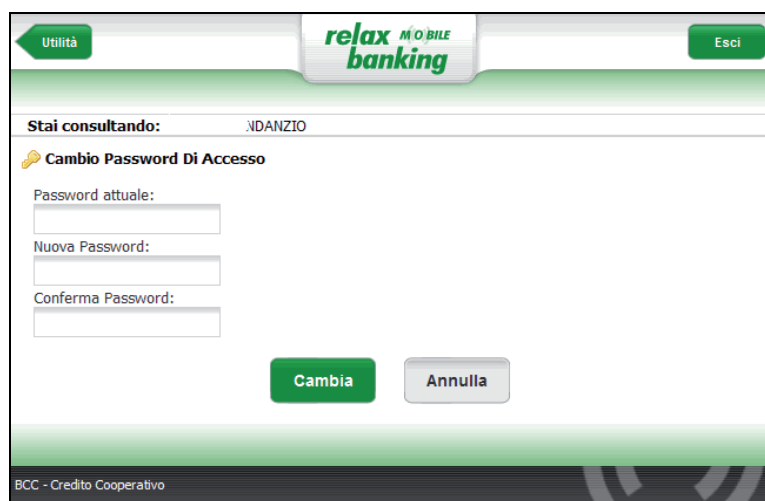 Utilità
relax MOBILE
banking
Esci
Stai consultando: NDANZIO
Cambio Password Di Accesso
Password attuale:
Nuova Password:
Conferma Password:
Cambia Annulla
BCC - Credito Cooperativo